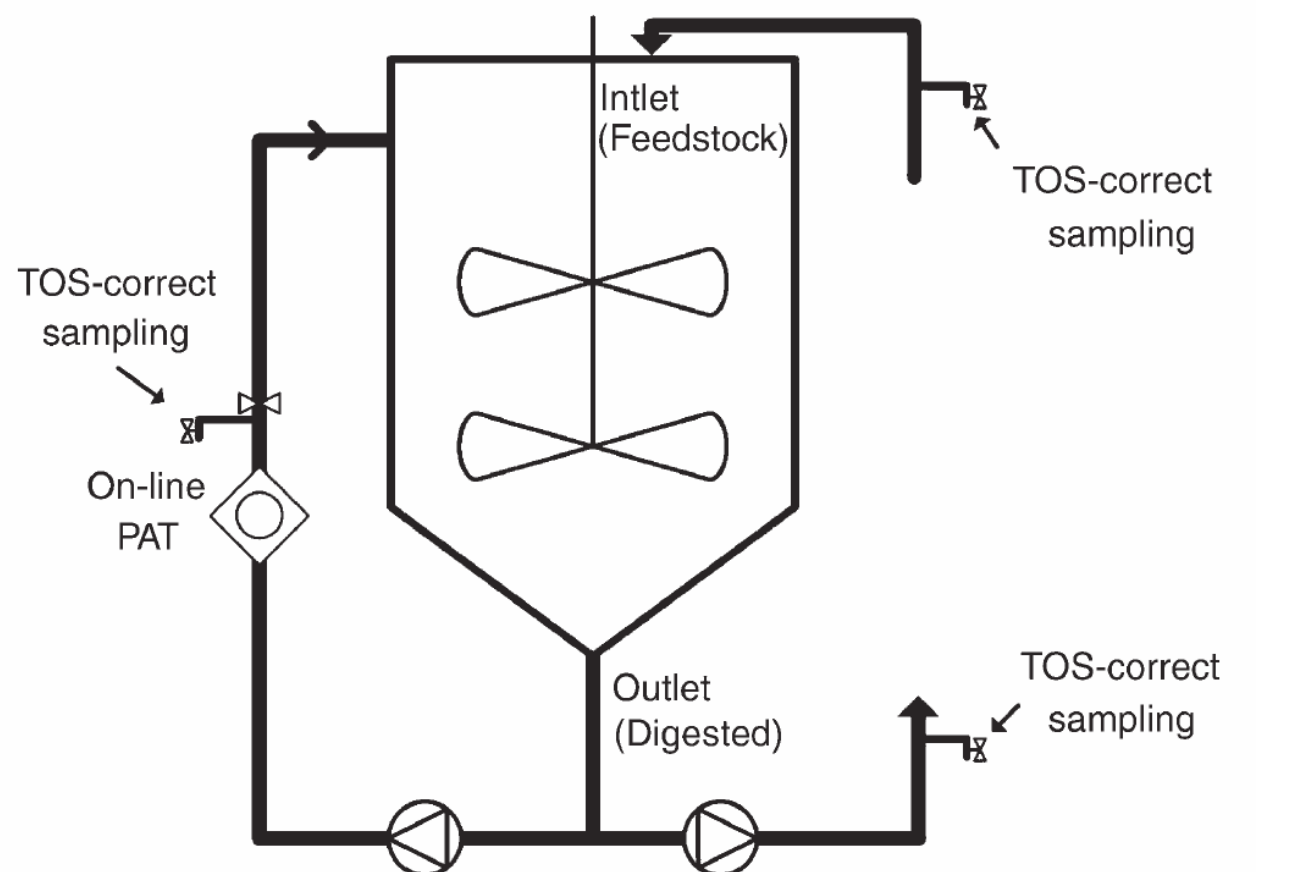 Intlet
(Feedstock)
TOS-correct
sampling
TOS-correct
sampling
On-line
PAT
Outlet
(Digested)
TOS-correct
sampling